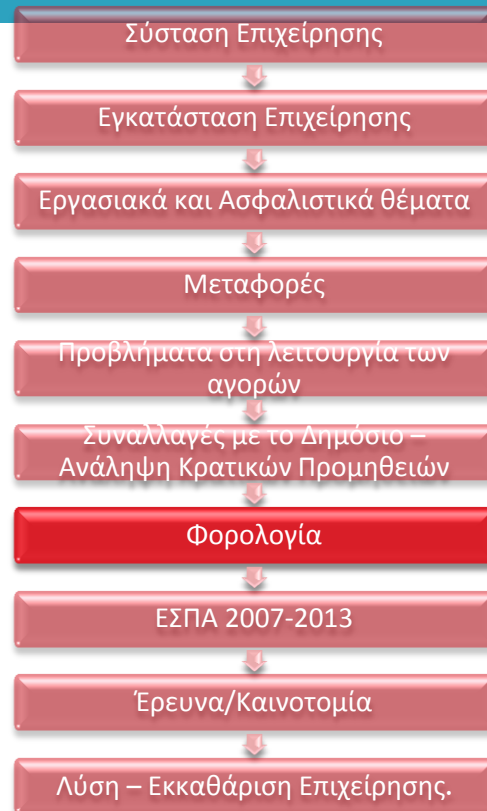 Σύσταση Επιχείρησης
Εγκατάσταση Επιχείρησης
Εργασιακά και Ασφαλιστικά θέματα
Μεταφορές
Προβλήματα στη λειτουργία των
αγορών
Συναλλαγές με το Δημόσιο –
Ανάληψη Κρατικών Προμηθειών
Φορολογία
ΕΣΠΑ 2007-2013
Έρευνα/Καινοτομία
Λύση – Εκκαθάριση Επιχείρησης.